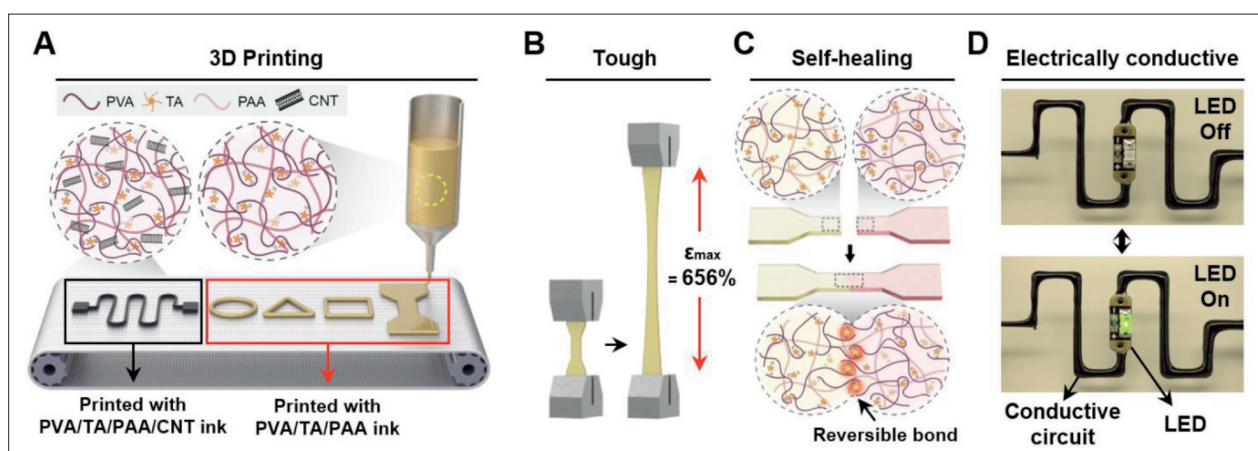 A
3D Printing
PVA TA PAA CNT
Printed with
PVA/TA/PAA/CNT ink
Printed with
PVA/TA/PAA ink
B
Tough
εmax
= 656%
C
Self-healing
Reversible bond
D
Electrically conductive
LED
Off
LED
On
Conductive
circuit
LED